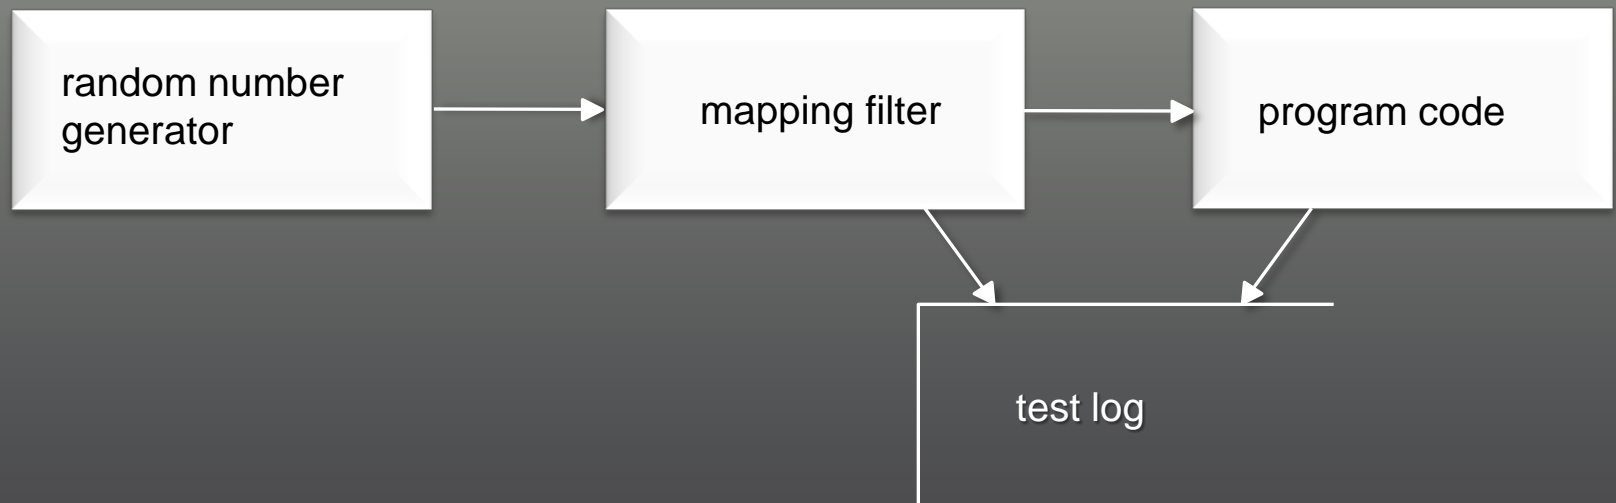 random number
generator
mapping filter
program code
test log